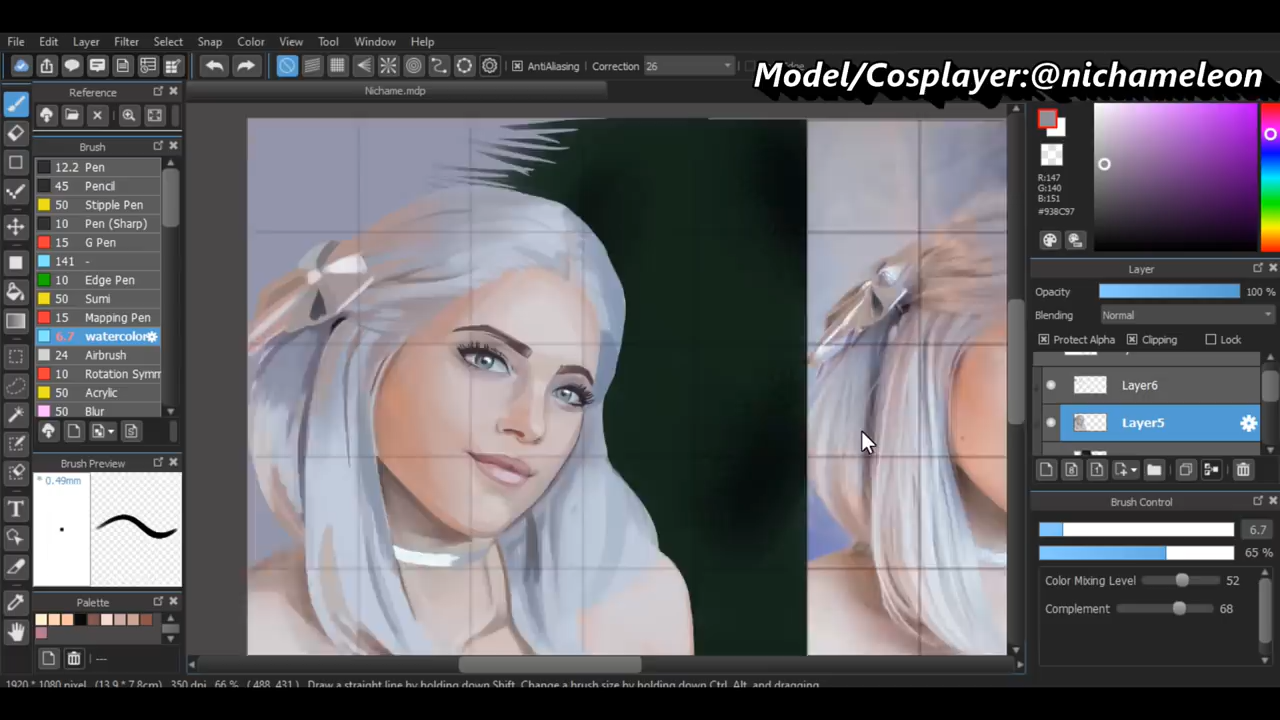 Model/Cosplayer:@nichameleon
File Edit Layer Filter Select Snap Color View Tool Window Help
AntiAliasing Correction 26
Reference
Nichame.mdp
Brush
12.2 Pen
45 Pencil
50 Stipple Pen
10 Pen (Sharp)
15 G Pen
141 -
10 Edge Pen
50 Sumi
15 Mapping Pen
6.7 watercolor
24 Airbrush
10 Rotation Symm
50 Acrylic
50 Blur
Brush Preview
* 0.49mm
Palette
---
R:147
G:140
B:151
#938C97
Layer
Opacity 100 %
Blending Normal
Protect Alpha Clipping Lock
Layer6
Layer5
Brush Control
6.7
65 %
Color Mixing Level 52
Complement 68
1920 * 1080 pixel (13.9 * 7.8cm) 350 dpi 66 % ( 488, 431 ) Draw a straight line by holding down Shift, Change a brush size by holding down Ctrl, Alt, and dragging